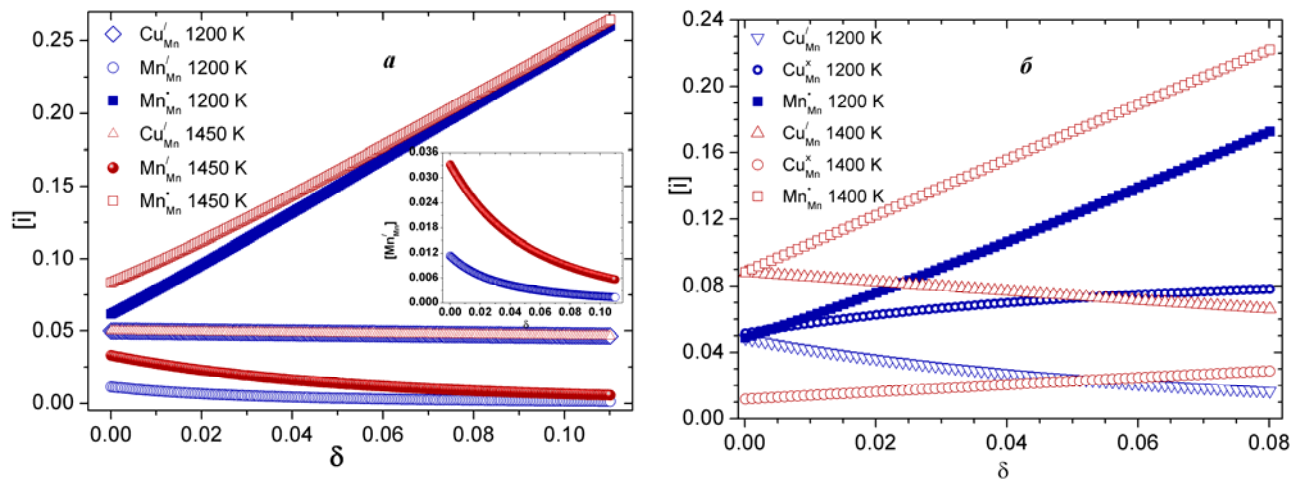 Cu/Mn 1200 K
Mn/Mn 1200 K
Mn•Mn 1200 K
Cu/Mn 1450 K
Mn/Mn 1450 K
Mn•Mn 1450 K
а
[i]
0.25
0.20
0.15
0.10
0.05
0.00
0.00 0.02 0.04 0.06 0.08 0.10
δ
[Mn/Mn]
0.036
0.030
0.024
0.018
0.012
0.006
0.000
0.00 0.02 0.04 0.06 0.08 0.10
δ
Cu/Mn 1200 K
CuxMn 1200 K
Mn•Mn 1200 K
Cu/Mn 1400 K
CuxMn 1400 K
Mn•Mn 1400 K
б
[i]
0.24
0.20
0.16
0.12
0.08
0.04
0.00
0.00 0.02 0.04 0.06 0.08
δ